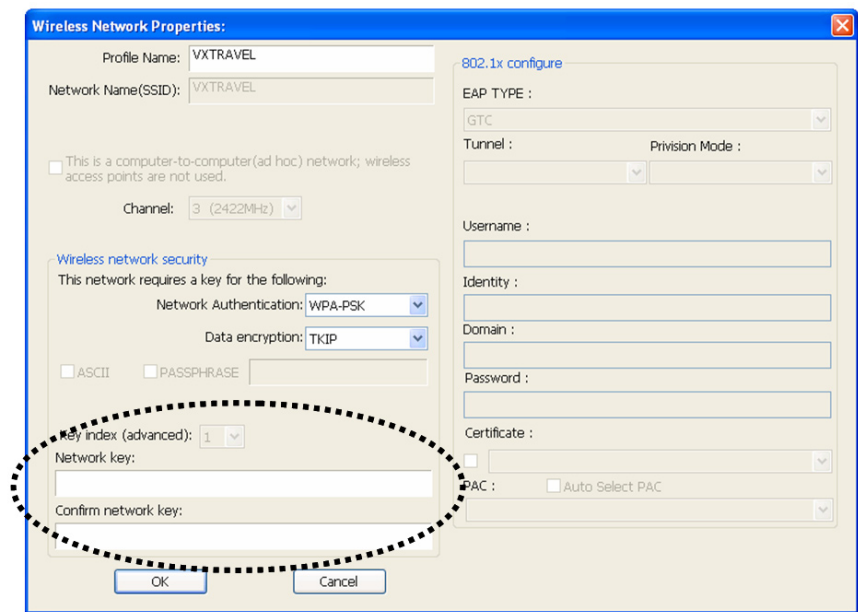 Wireless Network Properties:
Profile Name: VXTRAVEL
Network Name(SSID): VXTRAVEL
This is a computer-to-computer(ad hoc) network; wireless
access points are not used.
Channel: 3 (2422MHz)
Wireless network security
This network requires a key for the following:
Network Authentication: WPA-PSK
Data encryption: TKIP
ASCII PASSPHRASE
Key index (advanced): 1
Network key:
Confirm network key:
OK Cancel
802.1x configure
EAP TYPE :
GTC
Tunnel : Privision Mode :
Username :
Identity :
Domain :
Password :
Certificate :
PAC : Auto Select PAC